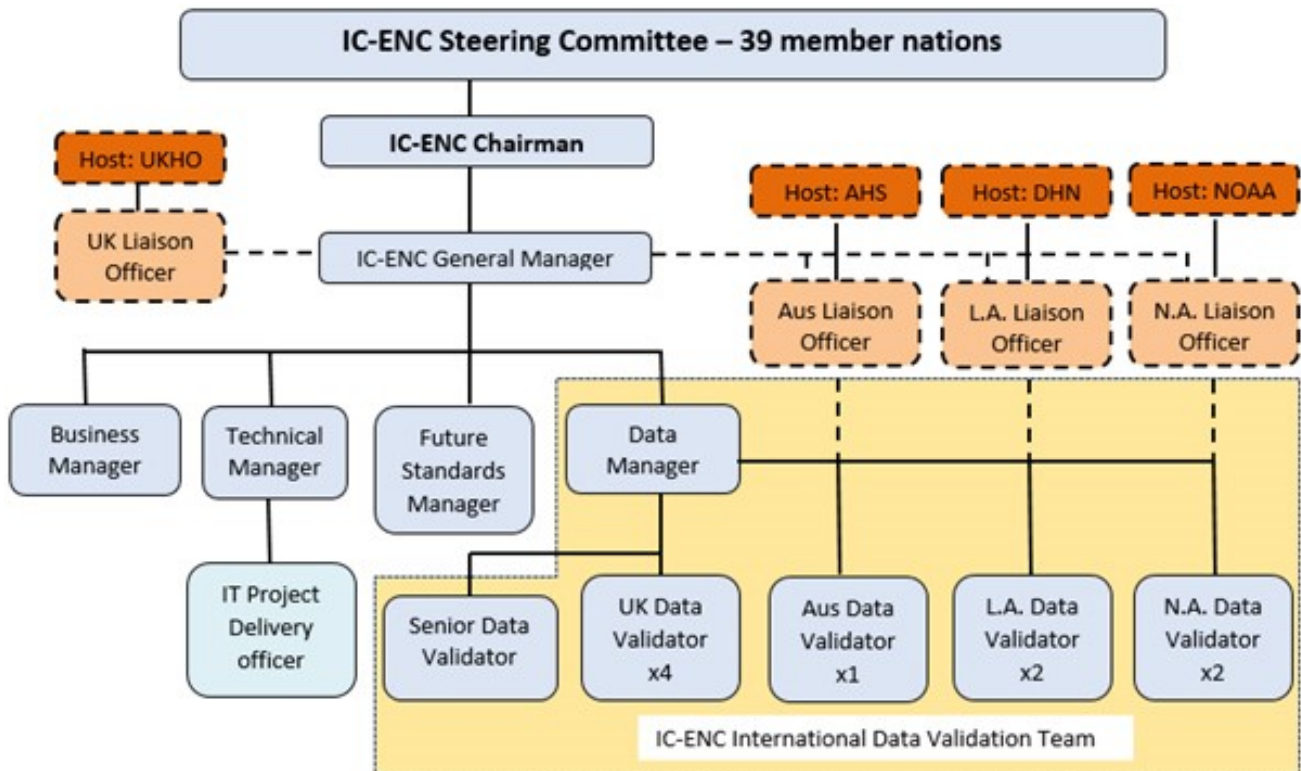 IC-ENC Steering Committee – 39 member nations
IC-ENC Chairman
Host: UKHO
UK Liaison
Officer
IC-ENC General Manager
Host: AHS
Host: DHN
Host: NOAA
Aus Liaison
Officer
L.A. Liaison
Officer
N.A. Liaison
Officer
Business
Manager
Technical
Manager
Future
Standards
Manager
Data
Manager
IT Project
Delivery
officer
Senior Data
Validator
UK Data
Validator
x4
Aus Data
Validator
x1
L.A. Data
Validator
x2
N.A. Data
Validator
x2
IC-ENC International Data Validation Team